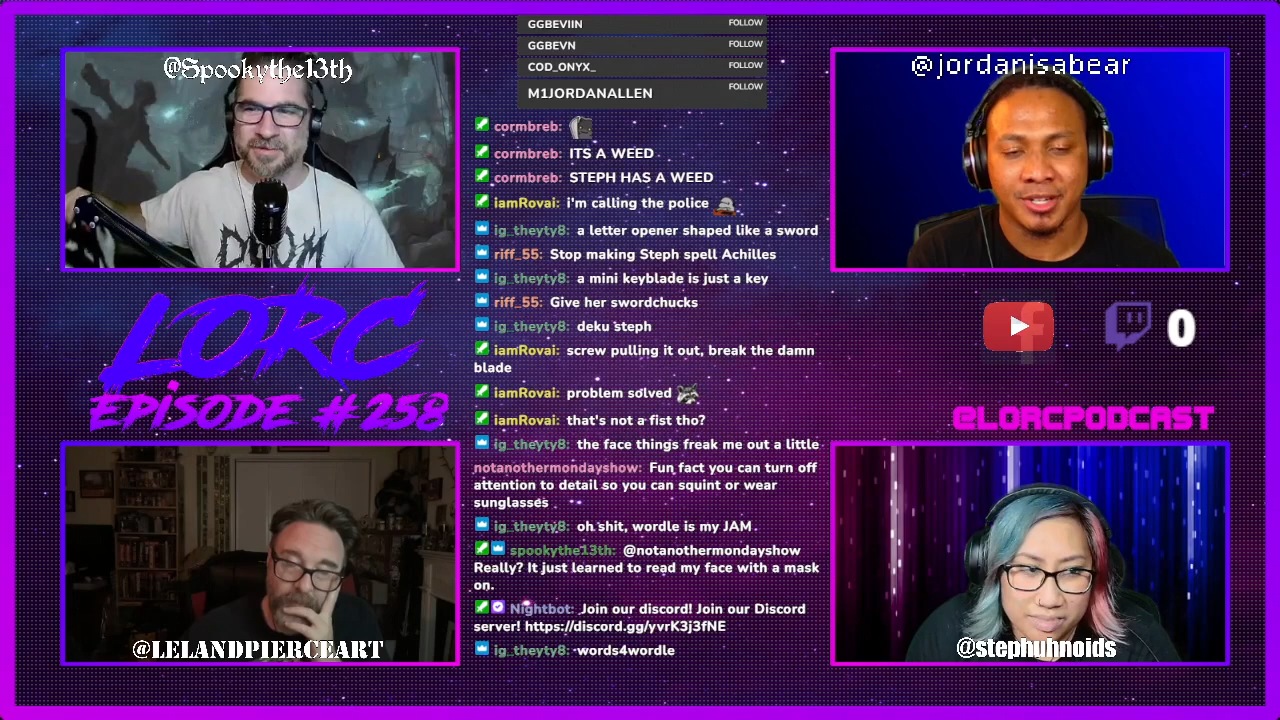 GGBEVIIN FOLLOW
GGBEVN FOLLOW
COD_ONYX_ FOLLOW
M1JORDANALLEN FOLLOW
@Spookythe13th
@jordanisabear
cormbreb:
cormbreb: ITS A WEED
cormbreb: STEPH HAS A WEED
iamRovai: i'm calling the police
ig_theyty8: a letter opener shaped like a sword
riff_55: Stop making Steph spell Achilles
ig_theyty8: a mini keyblade is just a key
riff_55: Give her swordchucks
ig_theyty8: deku steph
iamRovai: screw pulling it out, break the damn
blade
iamRovai: problem solved
iamRovai: that's not a fist tho?
ig_theyty8: the face things freak me out a little
notanothermondayshow: Fun fact you can turn off
attention to detail so you can squint or wear
sunglasses
ig_theyty8: oh shit, wordle is my JAM
spookythe13th: @notanothermondayshow
Really? It just learned to read my face with a mask
on.
Nightbot: Join our discord! Join our Discord
server! https://discord.gg/yvrK3j3fNE
ig_theyty8: words4wordle
DOOM
LORC
EPISODE #258
0
@LORCPODCAST
@LELANDPIERCEART
@stephuhnoids